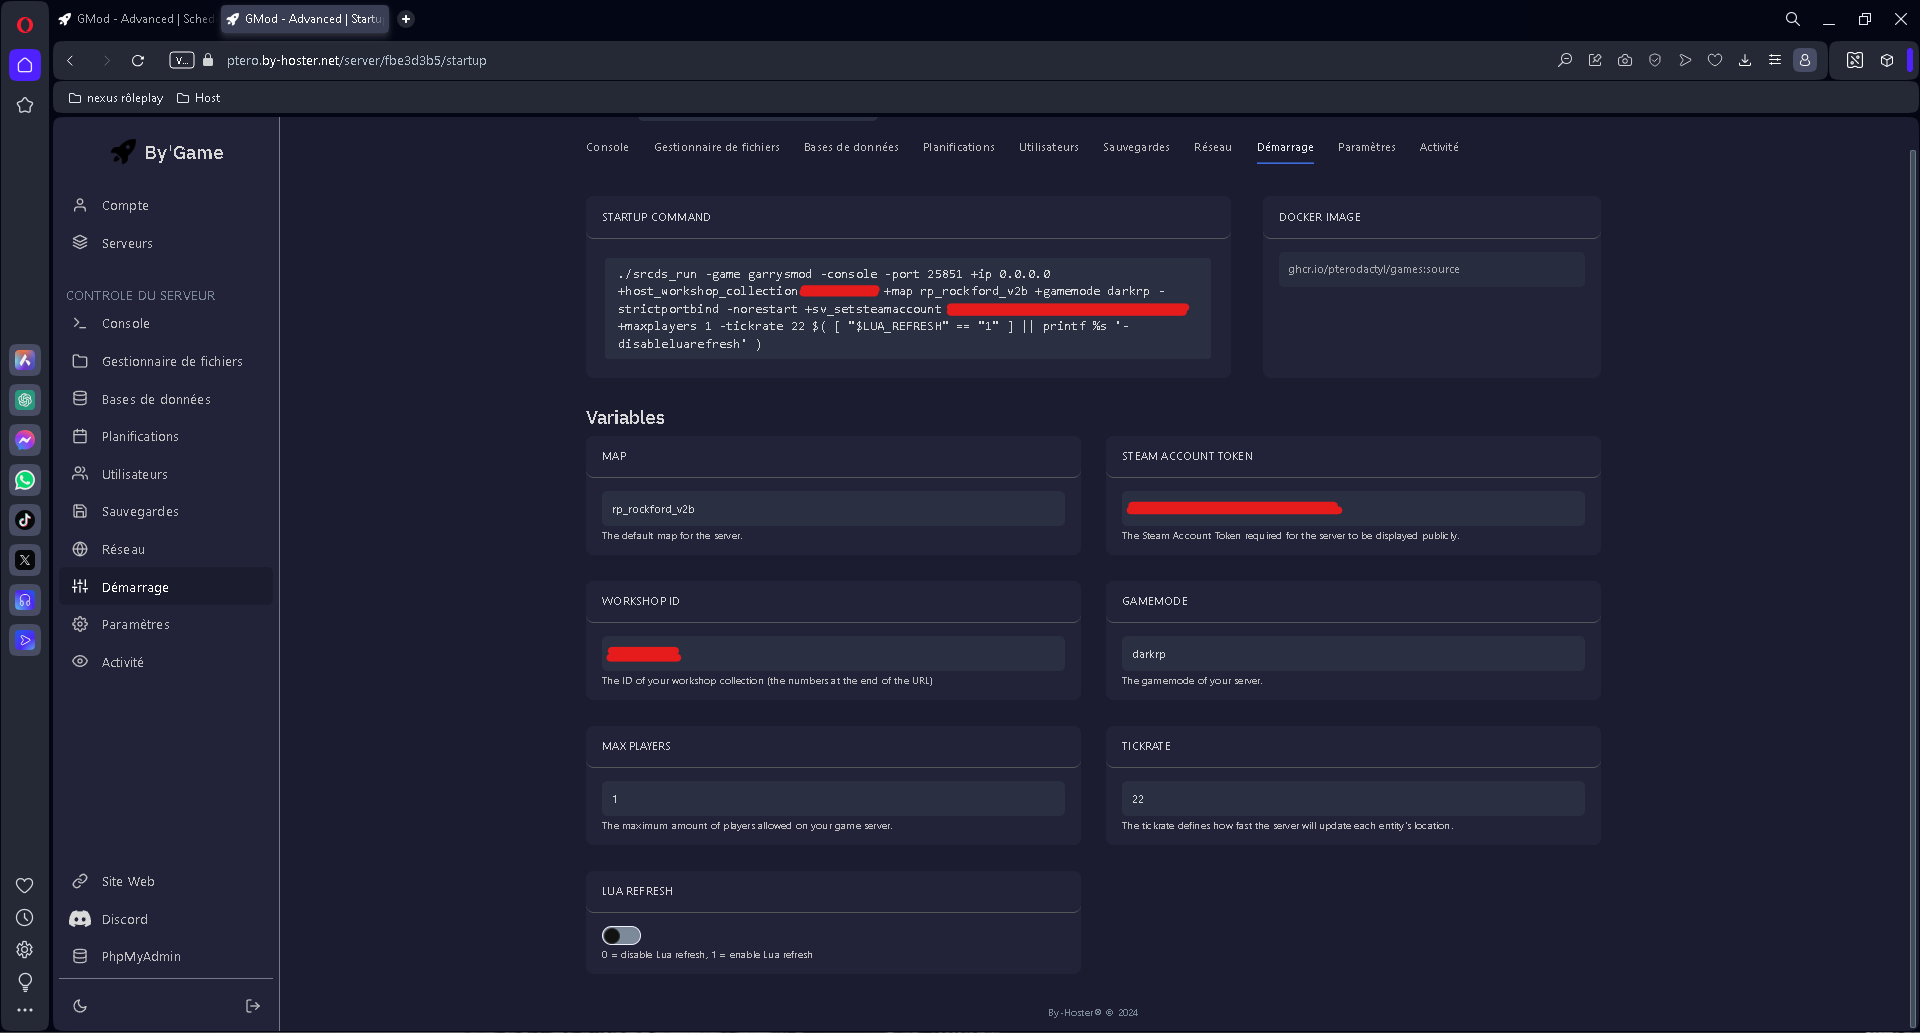 GMod - Advanced | Sched
GMod - Advanced | Startu
V...
ptero.by-hoster.net/server/fbe3d3b5/startup
nexus rôleplay
Host
By'Game
Compte
Serveurs
CONTROLE DU SERVEUR
Console
Gestionnaire de fichiers
Bases de données
Planifications
Utilisateurs
Sauvegardes
Réseau
Démarrage
Paramètres
Activité
Site Web
Discord
PhpMyAdmin
Console Gestionnaire de fichiers Bases de données Planifications Utilisateurs Sauvegardes Réseau Démarrage Paramètres Activité
STARTUP COMMAND
./srcds_run -game garrysmod -console -port 25851 +ip 0.0.0.0
+host_workshop_collection +map rp_rockford_v2b +gamemode darkrp -
strictportbind -norestart +sv_setsteamaccount
+maxplayers 1 -tickrate 22 $( [ "$LUA_REFRESH" == "1" ] || printf %s '-
disableluarefresh' )
DOCKER IMAGE
ghcr.io/pterodactyl/games:source
Variables
MAP
rp_rockford_v2b
The default map for the server.
STEAM ACCOUNT TOKEN
The Steam Account Token required for the server to be displayed publicly.
WORKSHOP ID
The ID of your workshop collection (the numbers at the end of the URL)
GAMEMODE
darkrp
The gamemode of your server.
MAX PLAYERS
1
The maximum amount of players allowed on your game server.
TICKRATE
22
The tickrate defines how fast the server will update each entity's location.
LUA REFRESH
0 = disable Lua refresh, 1 = enable Lua refresh
By-Hoster® © 2024